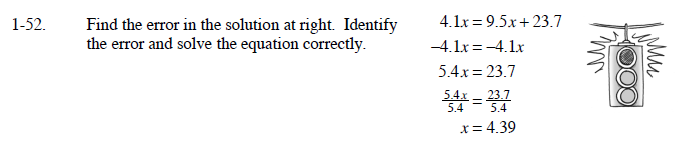 1-52. Find the error in the solution at right. Identify
the error and solve the equation correctly.
4.1x = 9.5x + 23.7
–4.1x = –4.1x
5.4x = 23.7
5.4x/5.4 = 23.7/5.4
x = 4.39